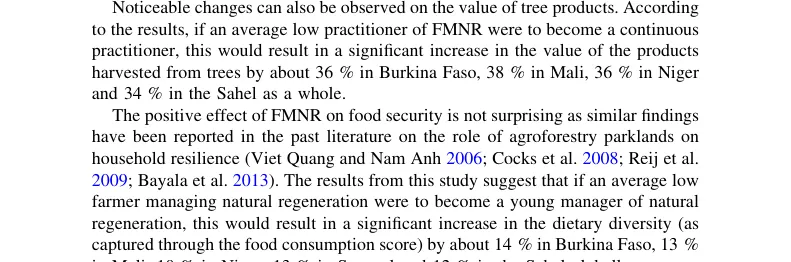 Noticeable changes can also be observed on the value of tree products. According
to the results, if an average low practitioner of FMNR were to become a continuous
practitioner, this would result in a significant increase in the value of the products
harvested from trees by about 36 % in Burkina Faso, 38 % in Mali, 36 % in Niger
and 34 % in the Sahel as a whole.
The positive effect of FMNR on food security is not surprising as similar findings
have been reported in the past literature on the role of agroforestry parklands on
household resilience (Viet Quang and Nam Anh 2006; Cocks et al. 2008; Reij et al.
2009; Bayala et al. 2013). The results from this study suggest that if an average low
farmer managing natural regeneration were to become a young manager of natural
regeneration, this would result in a significant increase in the dietary diversity (as
captured through the food consumption score) by about 14 % in Burkina Faso, 13 %